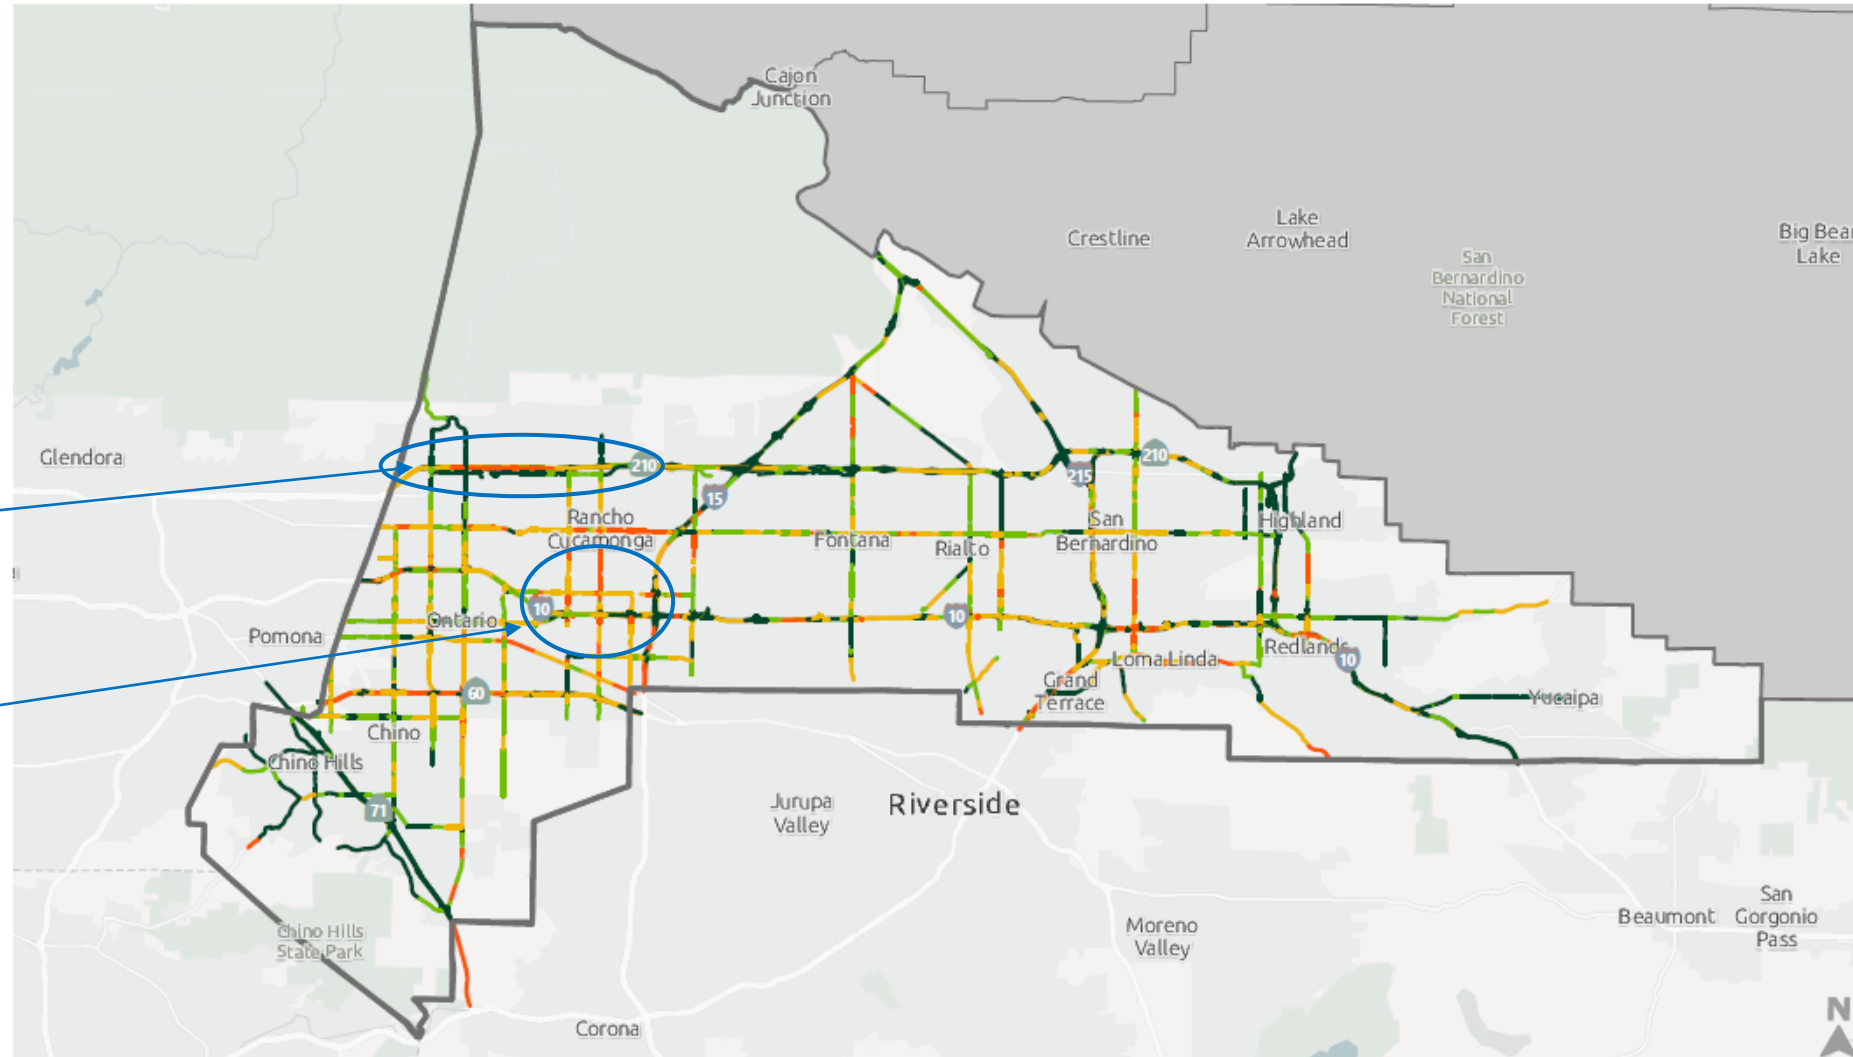 Cajon
Junction
Crestline
Lake
Arrowhead
Big Bear
Lake
San
Bernardino
National
Forest
Glendora
210
210
215
15
Rancho
Cucamonga
Fontana
Rialto
San
Bernardino
Highland
10
10
Ontario
Pomona
Redlands
10
Loma Linda
Grand
Terrace
60
Yucaipa
Chino
Chino Hills
71
Jurupa
Valley
Riverside
Chino Hills
State Park
Moreno
Valley
Beaumont
San
Gorgonio
Pass
Corona
N